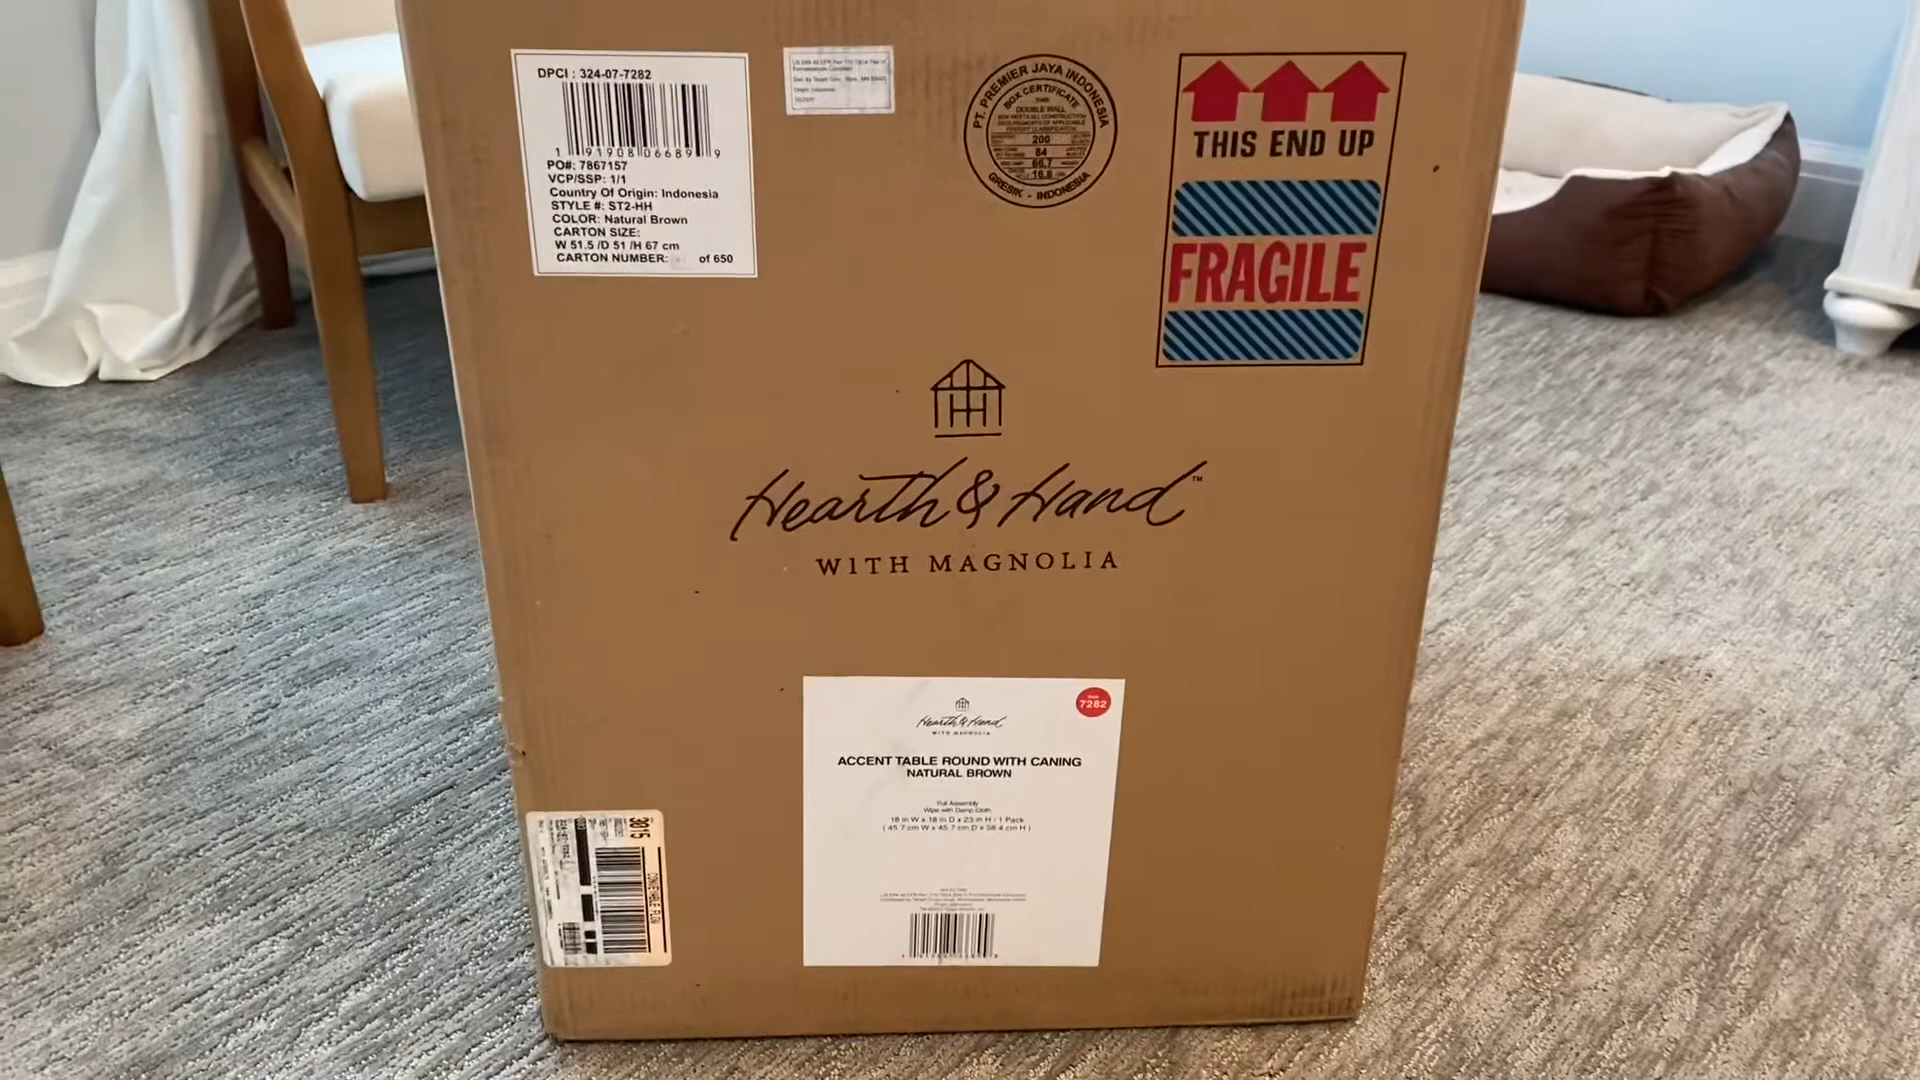 DPCI : 324-07-7282
1 91908 06689 9
PO#: 7867157
VCP/SSP: 1/1
Country Of Origin: Indonesia
STYLE #: ST2-HH
COLOR: Natural Brown
CARTON SIZE:
W 51.5 /D 51 /H 67 cm
CARTON NUMBER: of 650
PT. PREMIER JAYA INDONESIA
BOX CERTIFICATE
DOUBLE WALL
200
84
66.7
16.8
GRESIK - INDONESIA
THIS END UP
FRAGILE
Hearth & Hand™
WITH MAGNOLIA
7282
Hearth & Hand
WITH MAGNOLIA
ACCENT TABLE ROUND WITH CANING
NATURAL BROWN
Full Assembly
Wipe with Damp Cloth
18 in W x 18 in D x 23 in H / 1 Pack
( 45.7 cm W x 45.7 cm D x 58.4 cm H )
3015